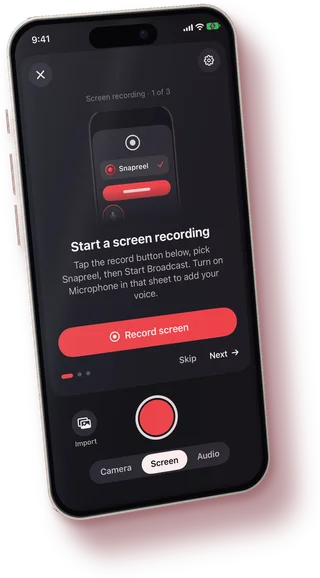 9:41
Screen recording · 1 of 3
Snapreel
Start a screen recording
Tap the record button below, pick
Snapreel, then Start Broadcast. Turn on
Microphone in that sheet to add your
voice.
Record screen
Skip
Next →
Import
Camera
Screen
Audio